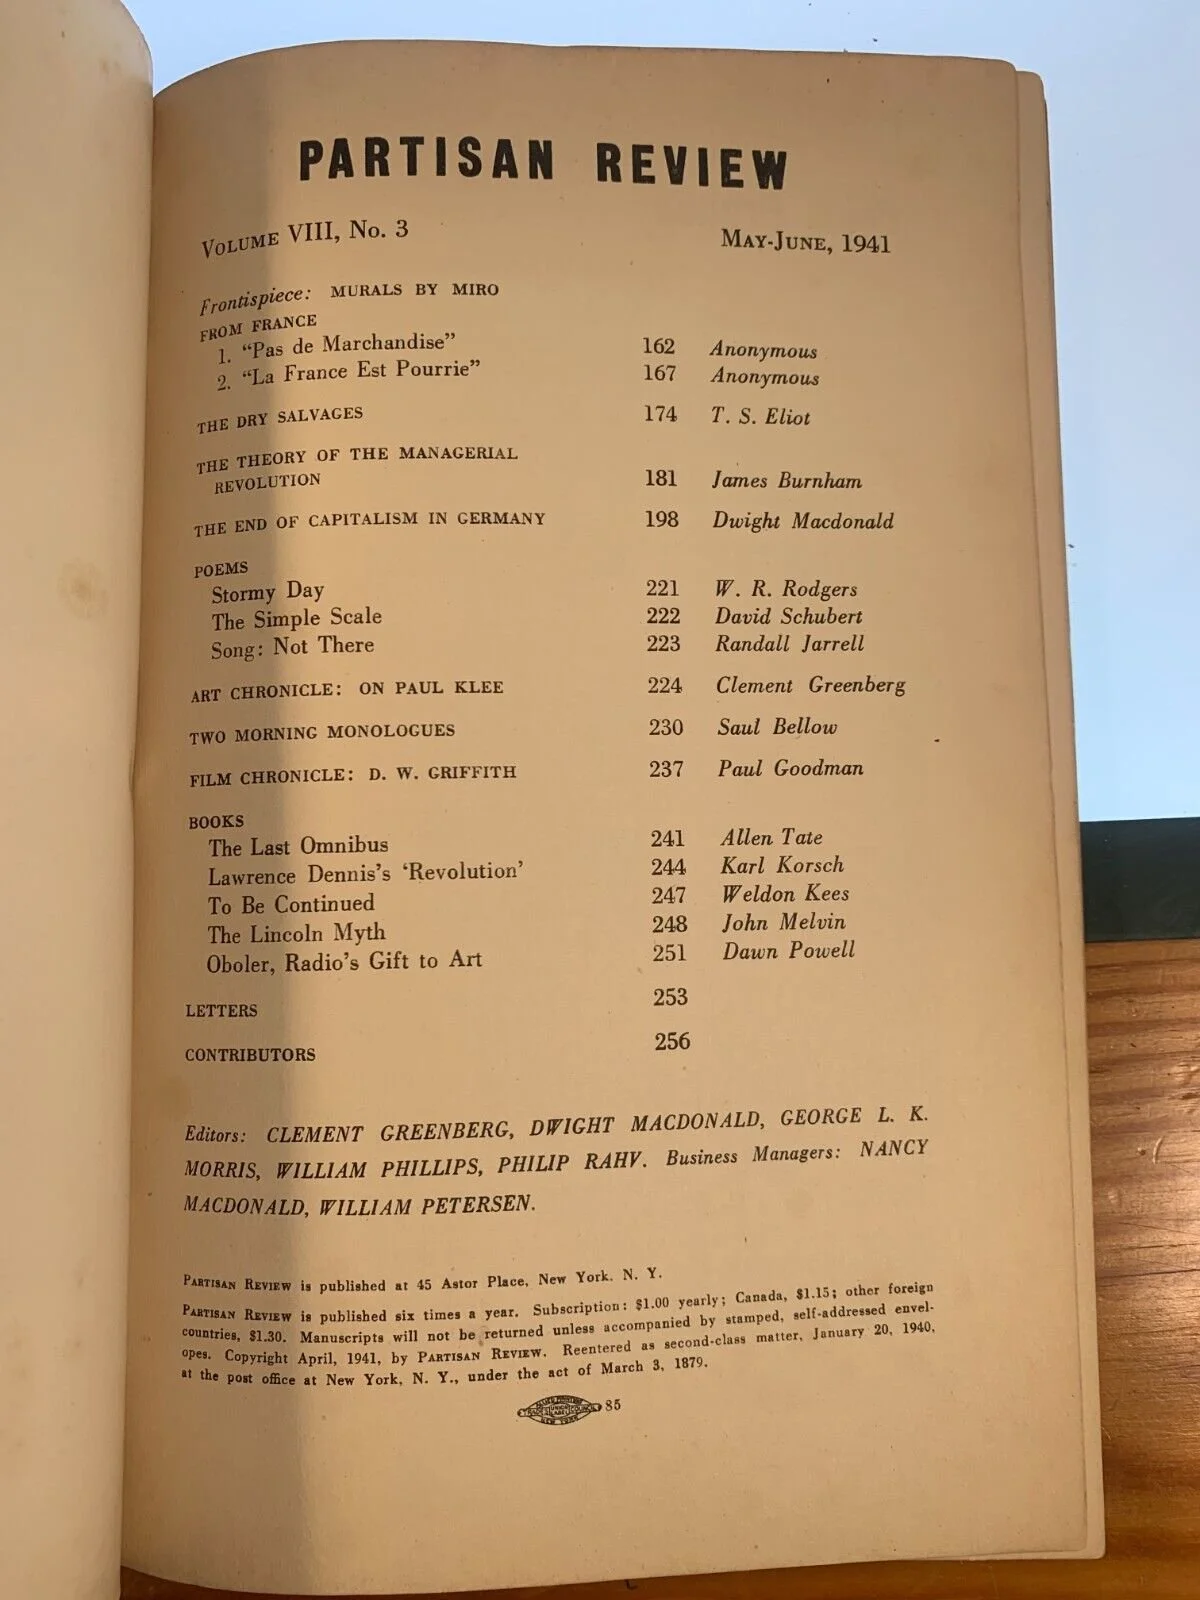 PARTISAN REVIEW
VOLUME VIII, No. 3 MAY-JUNE, 1941
Frontispiece: MURALS BY MIRO
FROM FRANCE
1. “Pas de Marchandise” 162 Anonymous
2. “La France Est Pourrie” 167 Anonymous
THE DRY SALVAGES 174 T. S. Eliot
THE THEORY OF THE MANAGERIAL
REVOLUTION 181 James Burnham
THE END OF CAPITALISM IN GERMANY 198 Dwight Macdonald
POEMS
Stormy Day 221 W. R. Rodgers
The Simple Scale 222 David Schubert
Song: Not There 223 Randall Jarrell
ART CHRONICLE: ON PAUL KLEE 224 Clement Greenberg
TWO MORNING MONOLOGUES 230 Saul Bellow
FILM CHRONICLE: D. W. GRIFFITH 237 Paul Goodman
BOOKS
The Last Omnibus 241 Allen Tate
Lawrence Dennis's ‘Revolution’ 244 Karl Korsch
To Be Continued 247 Weldon Kees
The Lincoln Myth 248 John Melvin
Oboler, Radio's Gift to Art 251 Dawn Powell
LETTERS 253
CONTRIBUTORS 256
Editors: CLEMENT GREENBERG, DWIGHT MACDONALD, GEORGE L. K.
MORRIS, WILLIAM PHILLIPS, PHILIP RAHV. Business Managers: NANCY
MACDONALD, WILLIAM PETERSEN.
PARTISAN REVIEW is published at 45 Astor Place, New York, N. Y.
PARTISAN REVIEW is published six times a year. Subscription: $1.00 yearly; Canada, $1.15; other foreign
countries, $1.30. Manuscripts will not be returned unless accompanied by stamped, self-addressed envel-
opes. Copyright April, 1941, by PARTISAN REVIEW. Reentered as second-class matter, January 20, 1940,
at the post office at New York, N. Y., under the act of March 3, 1879.
85